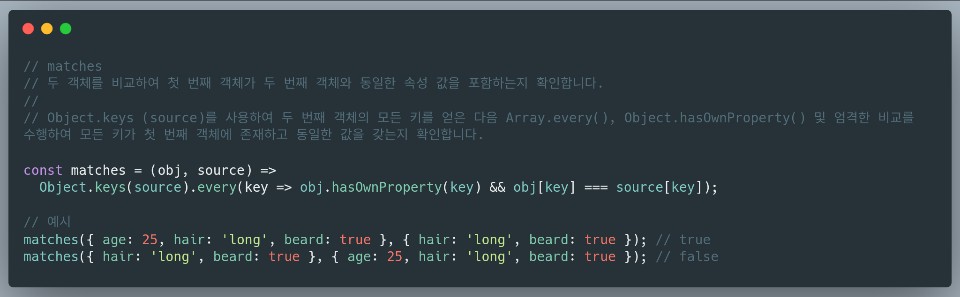 // matches
// 두 객체를 비교하여 첫 번째 객체가 두 번째 객체와 동일한 속성 값을 포함하는지 확인합니다.
//
// Object.keys (source)를 사용하여 두 번째 객체의 모든 키를 얻은 다음 Array.every(), Object.hasOwnProperty() 및 엄격한 비교를
수행하여 모든 키가 첫 번째 객체에 존재하고 동일한 값을 갖는지 확인합니다.
const matches = (obj, source) =>
  Object.keys(source).every(key => obj.hasOwnProperty(key) && obj[key] === source[key]);
// 예시
matches({ age: 25, hair: 'long', beard: true }, { hair: 'long', beard: true }); // true
matches({ hair: 'long', beard: true }, { age: 25, hair: 'long', beard: true }); // false